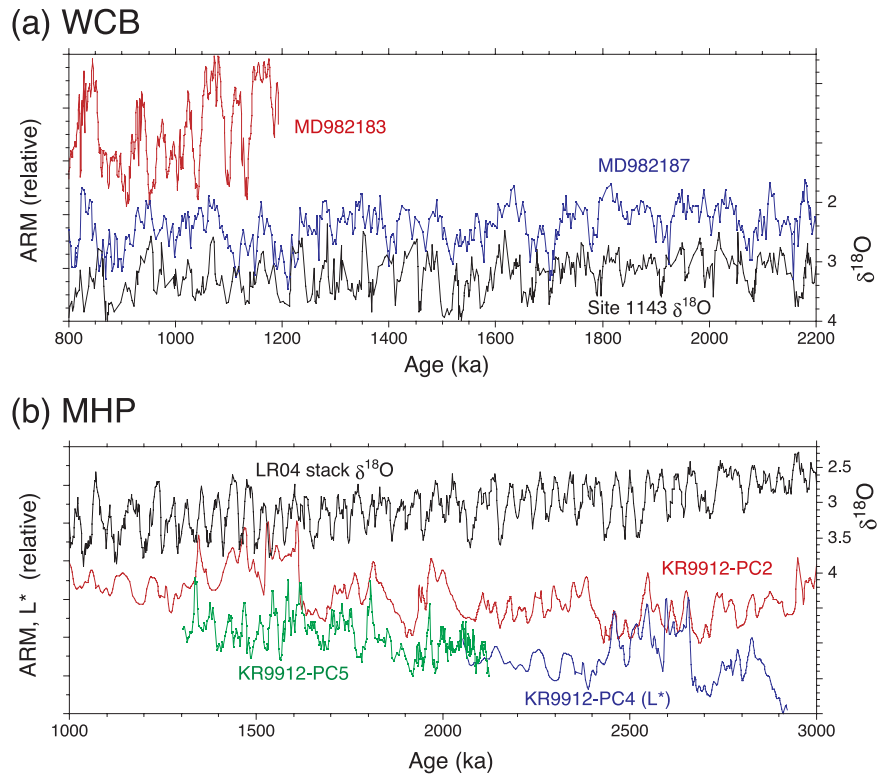 (a) WCB
ARM (relative)
MD982183
MD982187
Site 1143 δ18O
2
3
4
δ18O
800 1000 1200 1400 1600 1800 2000 2200
Age (ka)
(b) MHP
ARM, L* (relative)
LR04 stack δ18O
2.5
3
3.5
4
δ18O
KR9912-PC2
KR9912-PC5
KR9912-PC4 (L*)
1000 1500 2000 2500 3000
Age (ka)